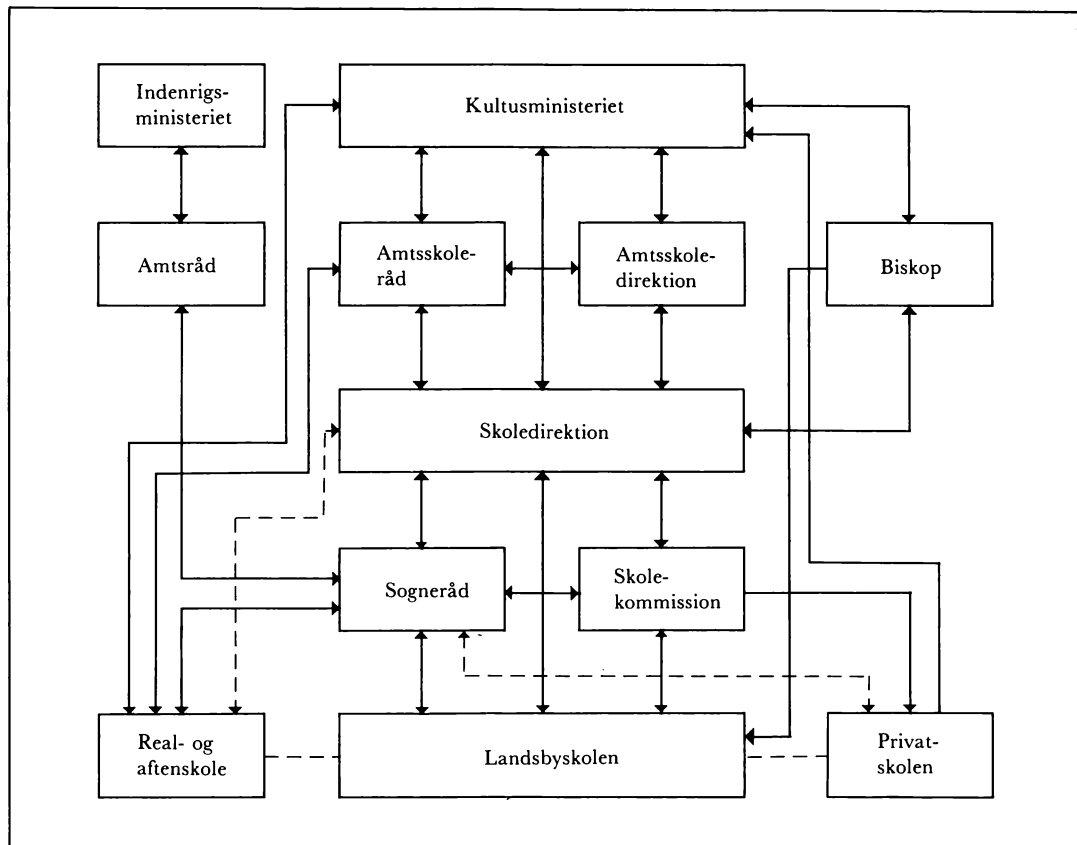 Indenrigs-
ministeriet
Kultusministeriet
Amtsråd
Amtsskole-
råd
Amtsskole-
direktion
Biskop
Skoledirektion
Sogneråd
Skole-
kommission
Real- og
aftenskole
Landsbyskolen
Privat-
skolen